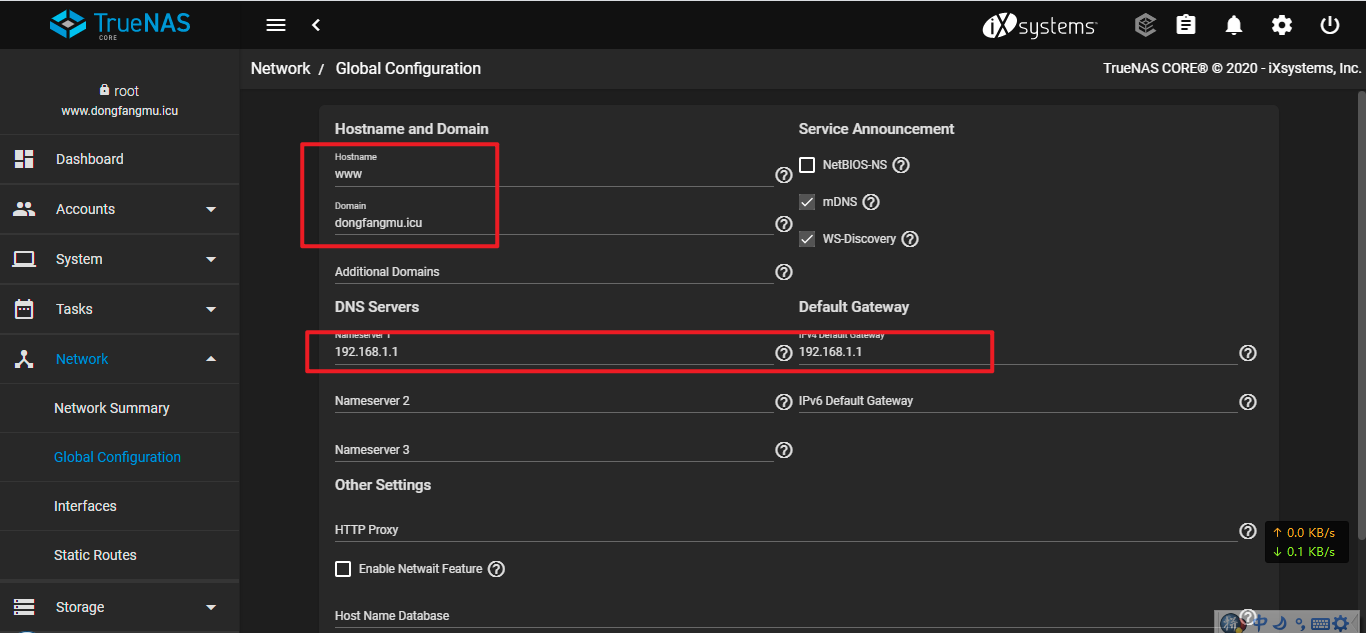 TrueNAS
CORE
iXsystems
Network / Global Configuration
TrueNAS CORE® © 2020 - iXsystems, Inc.
root
www.dongfangmu.icu
Dashboard
Accounts
System
Tasks
Network
Network Summary
Global Configuration
Interfaces
Static Routes
Storage
Hostname and Domain
Hostname
www
Domain
dongfangmu.icu
Additional Domains
Service Announcement
NetBIOS-NS
mDNS
WS-Discovery
DNS Servers
Nameserver 1
192.168.1.1
Nameserver 2
Nameserver 3
Default Gateway
IPv4 Default Gateway
192.168.1.1
IPv6 Default Gateway
Other Settings
HTTP Proxy
Enable Netwait Feature
Host Name Database
↑ 0.0 KB/s
↓ 0.1 KB/s
中